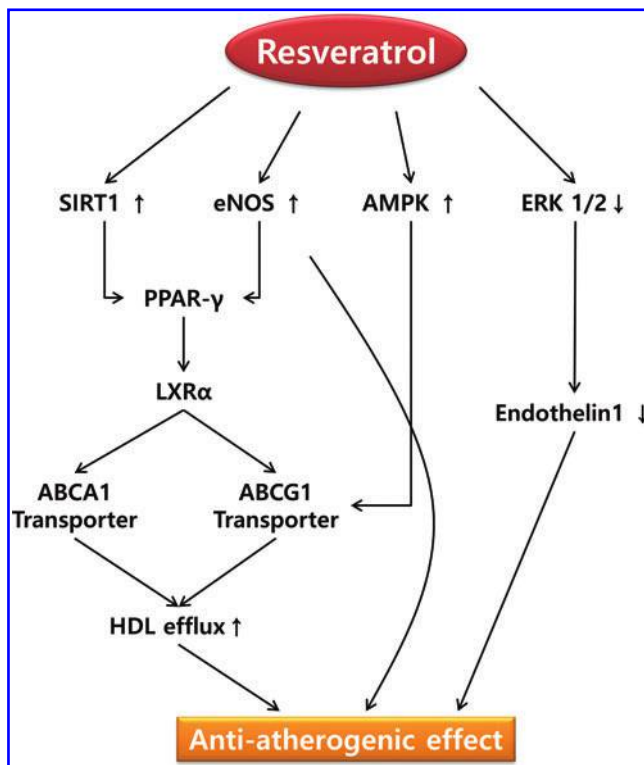 Resveratrol
SIRT1 ↑
eNOS ↑
AMPK ↑
ERK 1/2 ↓
PPAR-γ
LXRα
Endothelin1 ↓
ABCA1
Transporter
ABCG1
Transporter
HDL efflux ↑
Anti-atherogenic effect